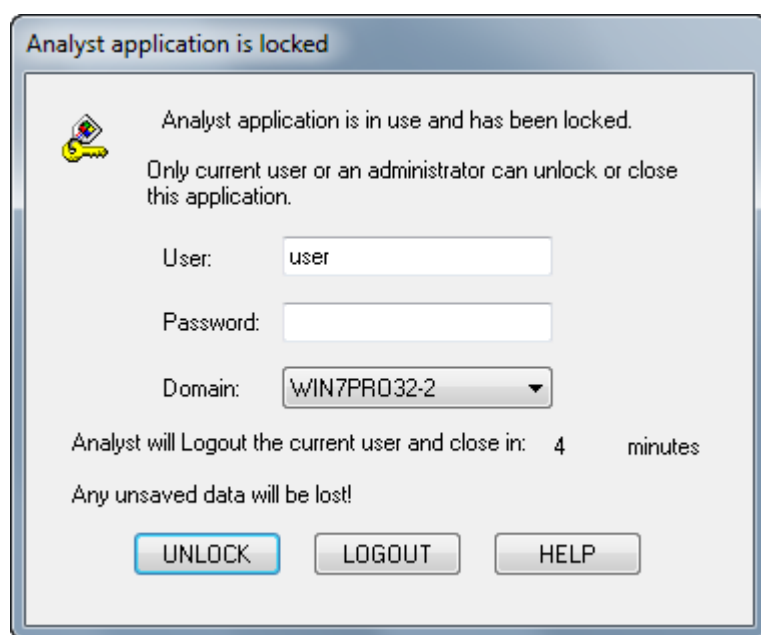 Analyst application is locked
Analyst application is in use and has been locked.
Only current user or an administrator can unlock or close
this application.
User: user
Password:
Domain: WIN7PRO32-2
Analyst will Logout the current user and close in: 4 minutes
Any unsaved data will be lost!
UNLOCK LOGOUT HELP